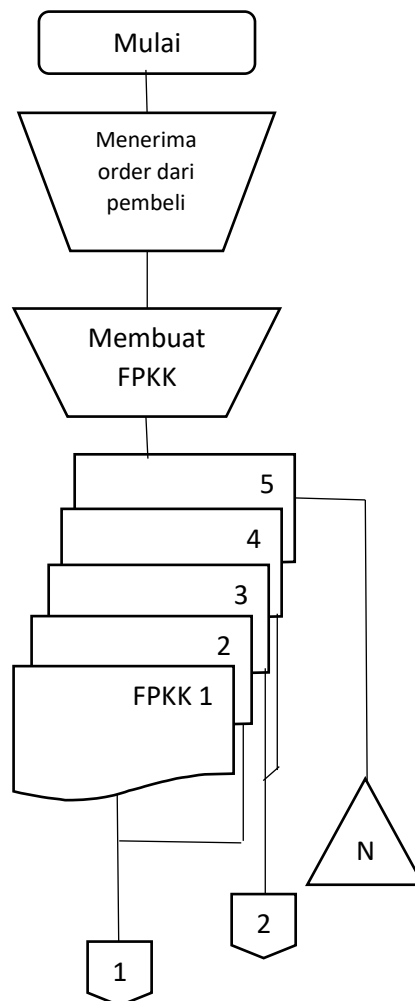 Mulai
Menerima
order dari
pembeli
Membuat
FPKK
5
4
3
2
FPKK 1
N
2
1